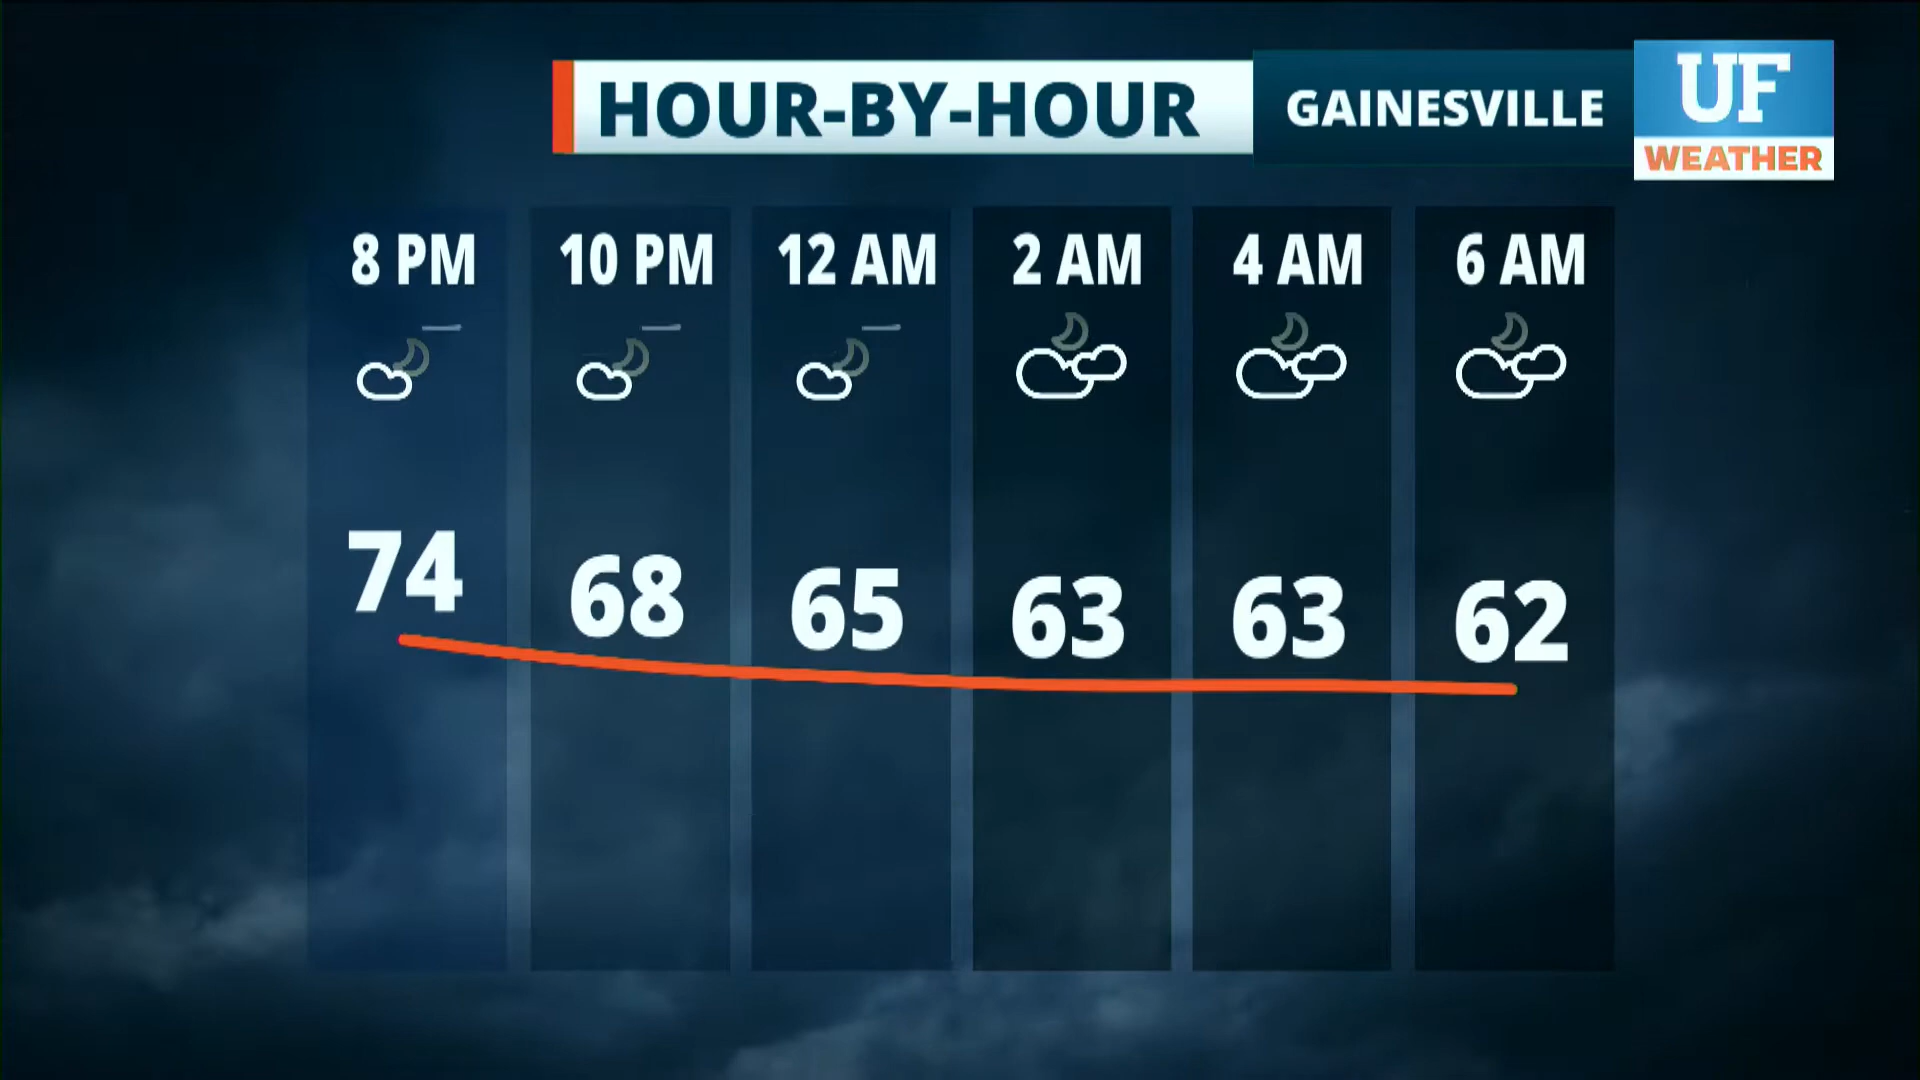 HOUR-BY-HOUR
GAINESVILLE
UF
WEATHER
8 PM 10 PM 12 AM 2 AM 4 AM 6 AM
74 68 65 63 63 62